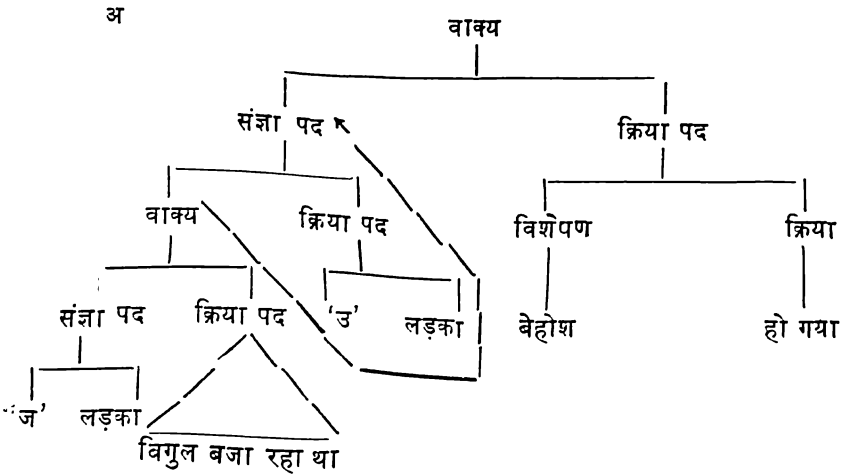 अ
वाक्य
संज्ञा पद क्रिया पद
वाक्य क्रिया पद विशेषण क्रिया
संज्ञा पद क्रिया पद 'उ' लड़का बेहोश हो गया
'ज' लड़का
विगुल बजा रहा था